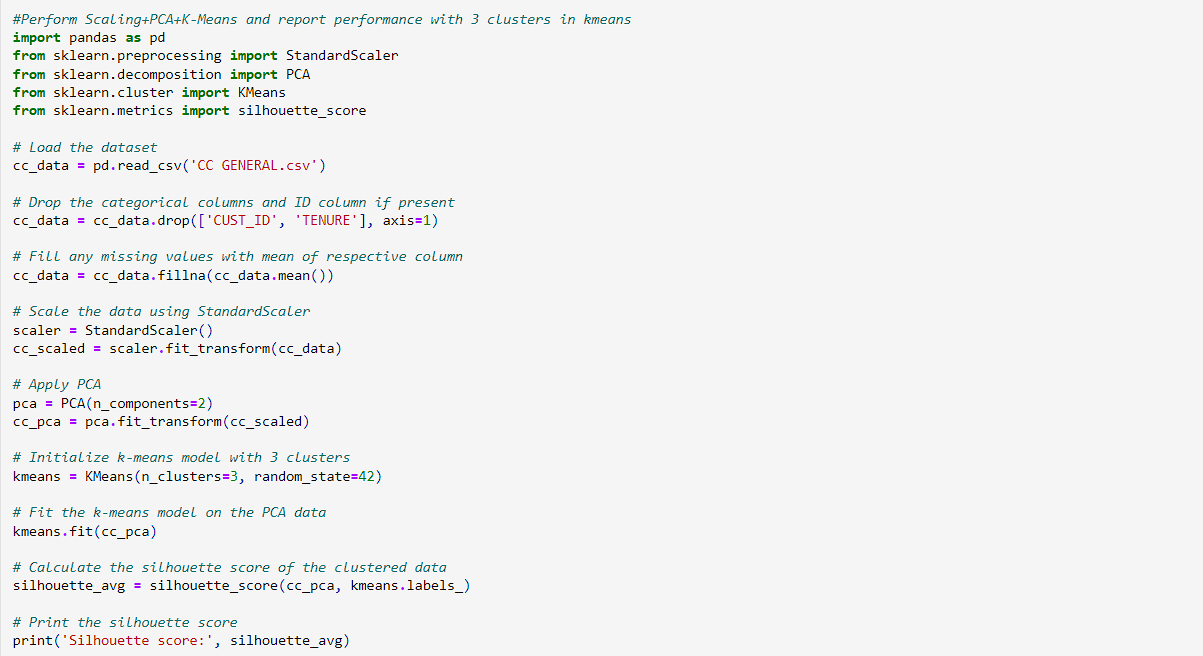 #Perform Scaling+PCA+K-Means and report performance with 3 clusters in kmeans
import pandas as pd
from sklearn.preprocessing import StandardScaler
from sklearn.decomposition import PCA
from sklearn.cluster import KMeans
from sklearn.metrics import silhouette_score

# Load the dataset
cc_data = pd.read_csv('CC GENERAL.csv')

# Drop the categorical columns and ID column if present
cc_data = cc_data.drop(['CUST_ID', 'TENURE'], axis=1)

# Fill any missing values with mean of respective column
cc_data = cc_data.fillna(cc_data.mean())

# Scale the data using StandardScaler
scaler = StandardScaler()
cc_scaled = scaler.fit_transform(cc_data)

# Apply PCA
pca = PCA(n_components=2)
cc_pca = pca.fit_transform(cc_scaled)

# Initialize k-means model with 3 clusters
kmeans = KMeans(n_clusters=3, random_state=42)

# Fit the k-means model on the PCA data
kmeans.fit(cc_pca)

# Calculate the silhouette score of the clustered data
silhouette_avg = silhouette_score(cc_pca, kmeans.labels_)

# Print the silhouette score
print('Silhouette score:', silhouette_avg)